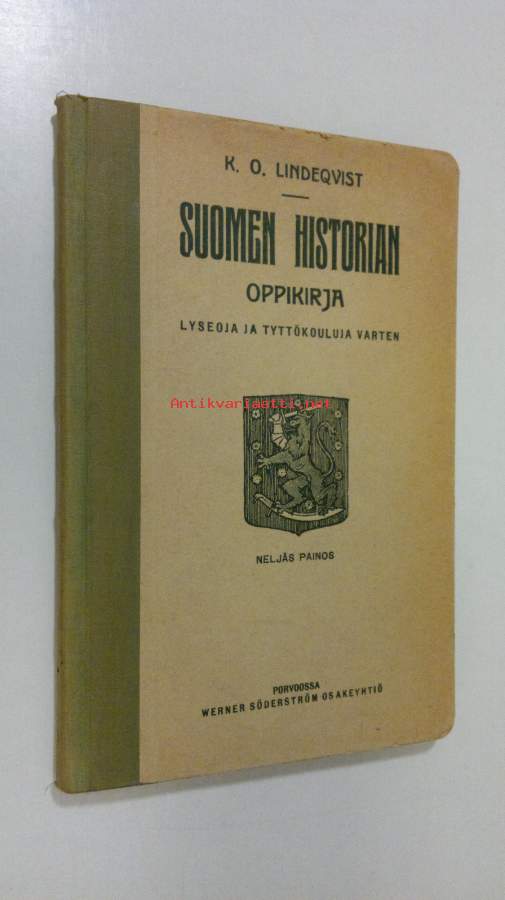 K. O. LINDEQVIST
SUOMEN HISTORIAN
OPPIKIRJA
LYSEOJA JA TYTTÖKOULUJA VARTEN
Antikvariaatti.net
NELJÄS PAINOS
PORVOOSSA
WERNER SÖDERSTRÖM OSAKEYHTIÖ